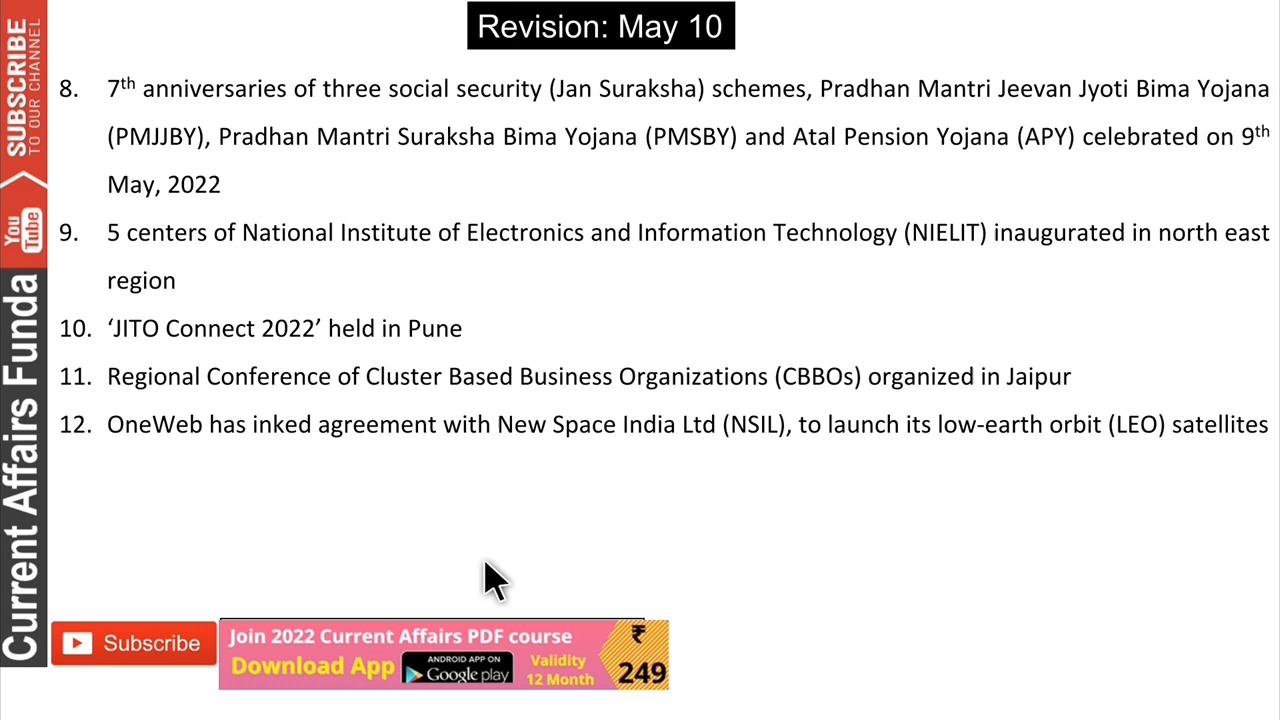 Revision: May 10
8. 7th anniversaries of three social security (Jan Suraksha) schemes, Pradhan Mantri Jeevan Jyoti Bima Yojana
(PMJJBY), Pradhan Mantri Suraksha Bima Yojana (PMSBY) and Atal Pension Yojana (APY) celebrated on 9th
May, 2022
9. 5 centers of National Institute of Electronics and Information Technology (NIELIT) inaugurated in north east
region
10. ‘JITO Connect 2022’ held in Pune
11. Regional Conference of Cluster Based Business Organizations (CBBOs) organized in Jaipur
12. OneWeb has inked agreement with New Space India Ltd (NSIL), to launch its low-earth orbit (LEO) satellites
SUBSCRIBE
TO OUR CHANNEL
You
Tube
Current Affairs Funda
Subscribe
Join 2022 Current Affairs PDF course
Download App
ANDROID APP ON
Google play
Validity
12 Month
₹
249